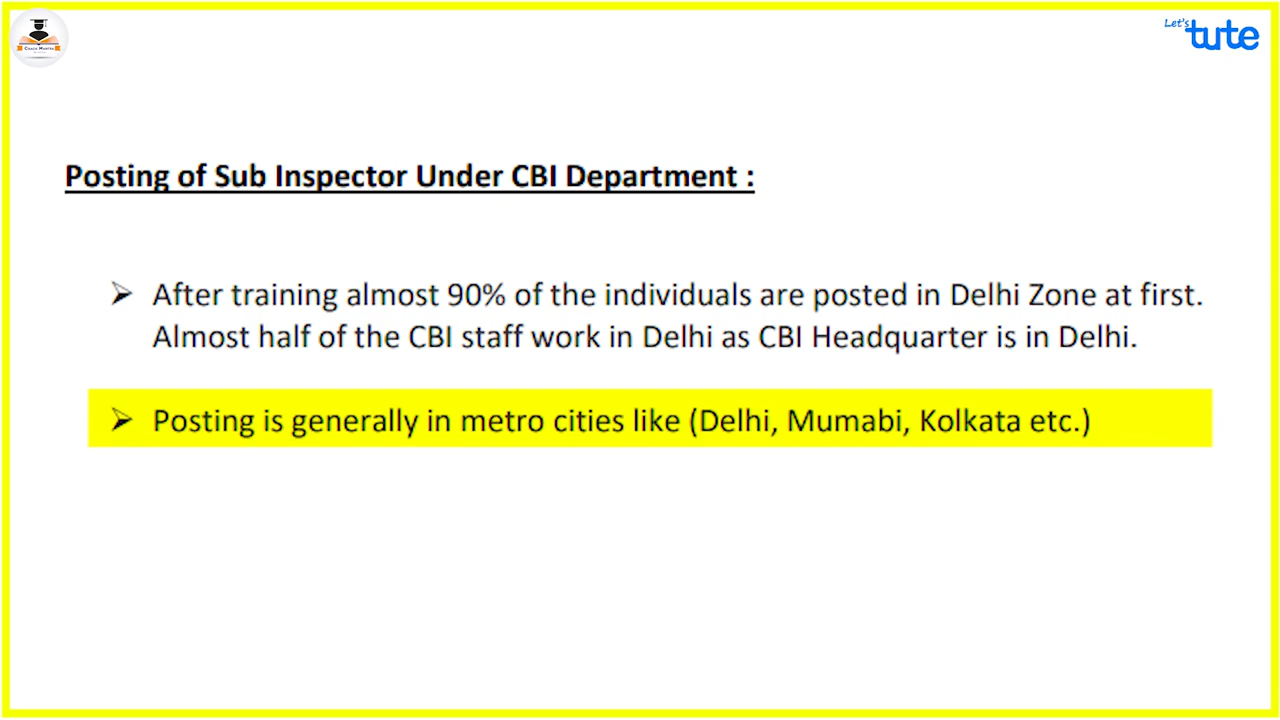 COACH MANTRA
Let's
tute
Posting of Sub Inspector Under CBI Department :
➢ After training almost 90% of the individuals are posted in Delhi Zone at first.
Almost half of the CBI staff work in Delhi as CBI Headquarter is in Delhi.
➢ Posting is generally in metro cities like (Delhi, Mumabi, Kolkata etc.)